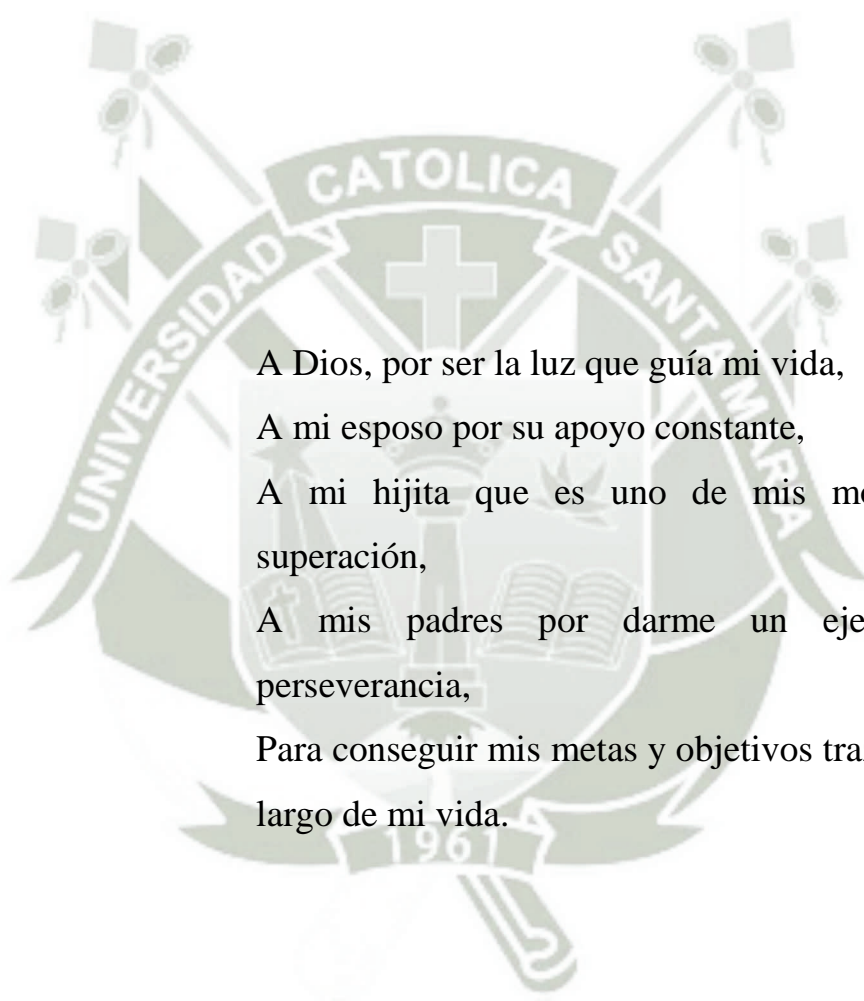 CATOLICA
UNIVERSIDAD
SANTA MARIA
A Dios, por ser la luz que guía mi vida,
A mi esposo por su apoyo constante,
A mi hijita que es uno de mis
superación,
A mis padres por darme un
perseverancia,
Para conseguir mis metas y objetivos
largo de mi vida.
1961